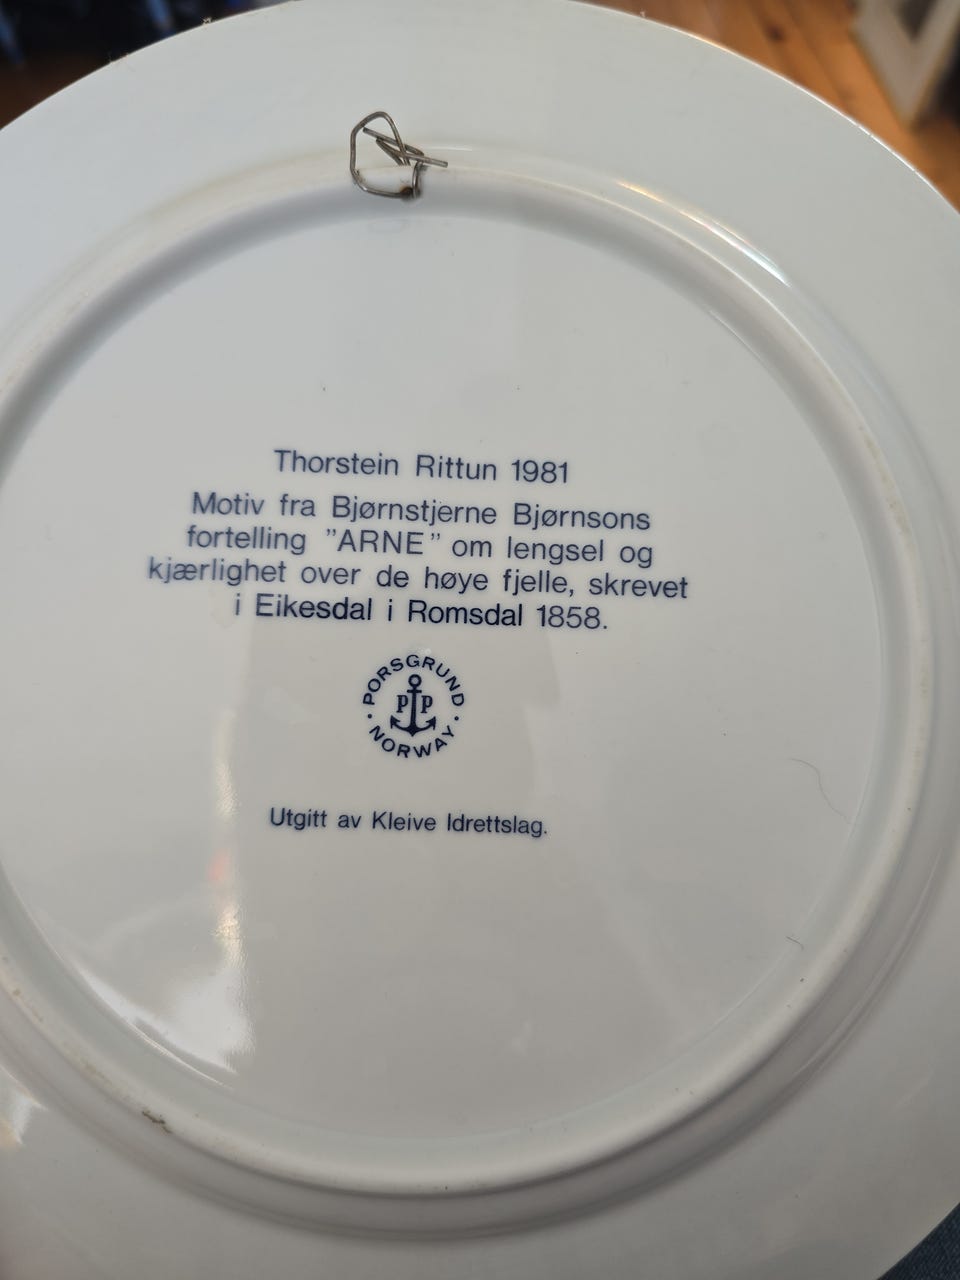 Thorstein Rittun 1981
Motiv fra Bjørnstjerne Bjørnsons
fortelling "ARNE" om lengsel og
kjærlighet over de høye fjelle, skrevet
i Eikesdal i Romsdal 1858.
PORSGRUND
P P
NORWAY
Utgitt av Kleive Idrettslag.